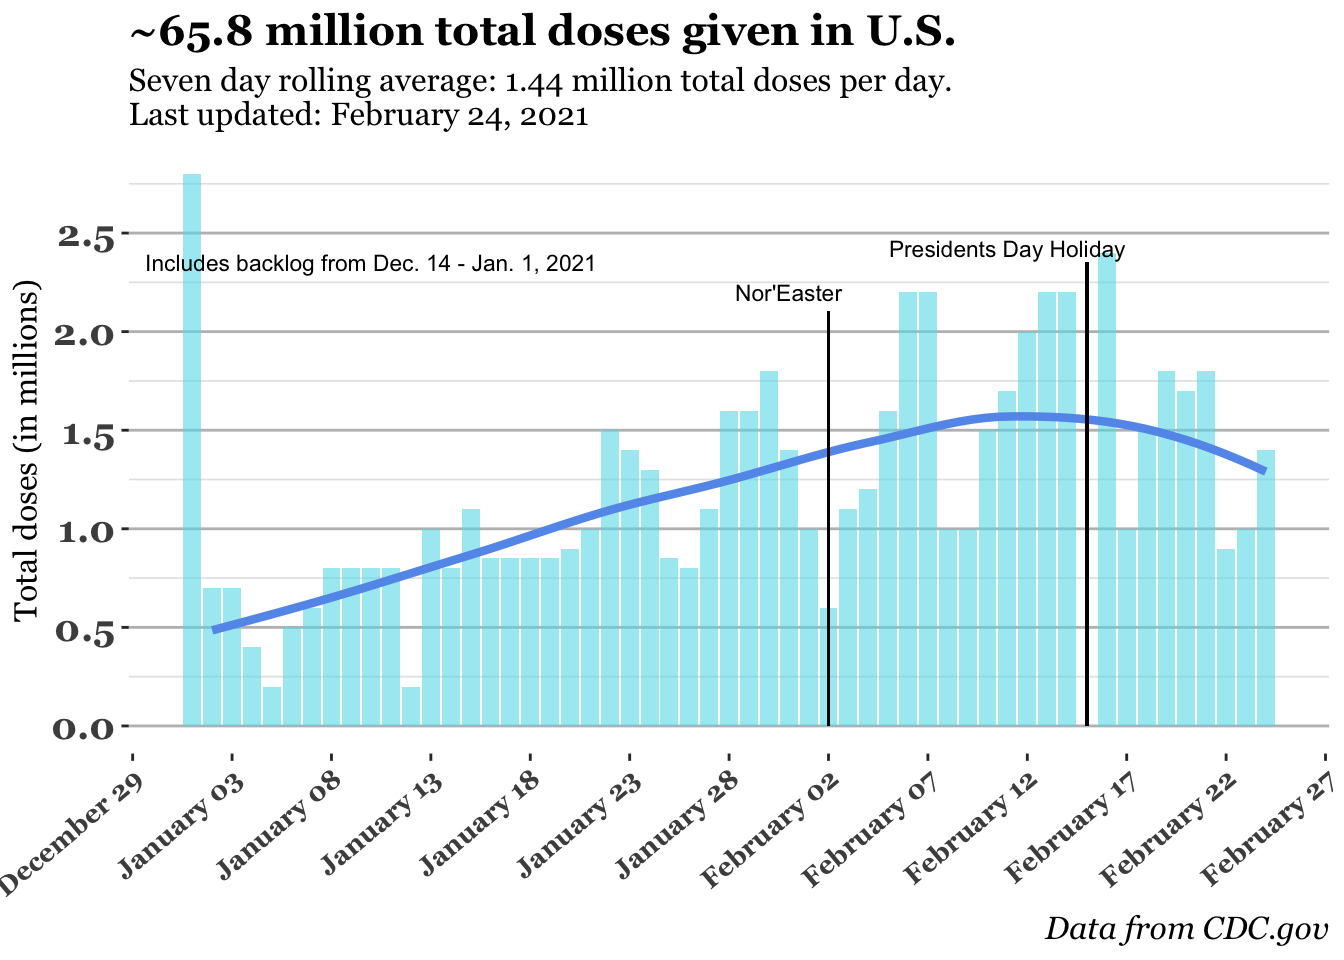 ~65.8 million total doses given in U.S.
Seven day rolling average: 1.44 million total doses per day.
Last updated: February 24, 2021
Total doses (in millions)
2.5
2.0
1.5
1.0
0.5
0.0
Includes backlog from Dec. 14 - Jan. 1, 2021
Nor'Easter
Presidents Day Holiday
December 29
January 03
January 08
January 13
January 18
January 23
January 28
February 02
February 07
February 12
February 17
February 22
February 27
Data from CDC.gov